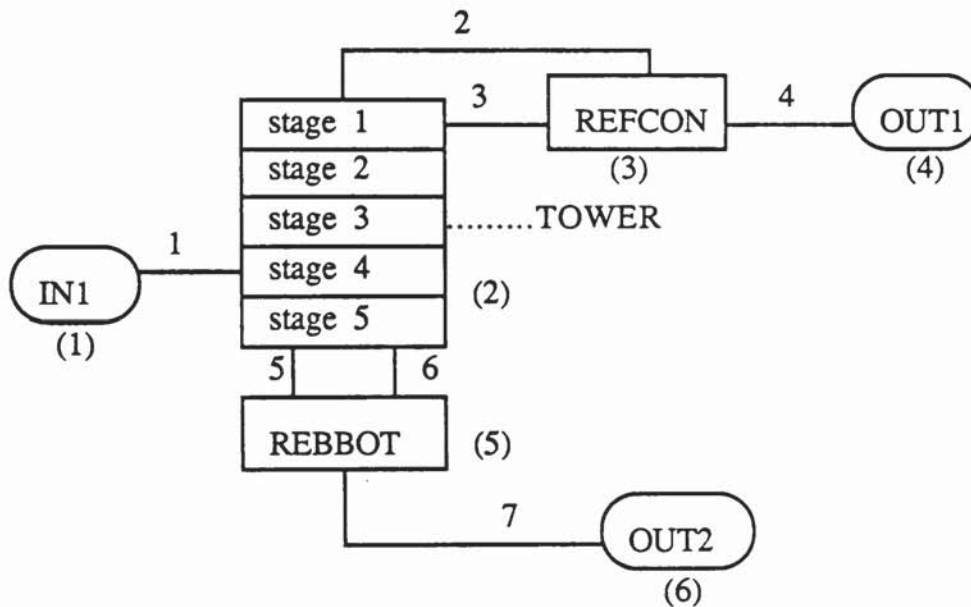 2
stage 1
3
REFCON
4
OUT1
(3)
(4)
stage 2
stage 3
.........TOWER
1
stage 4
IN1
(2)
(1)
stage 5
5
6
REBBOT
(5)
7
OUT2
(6)